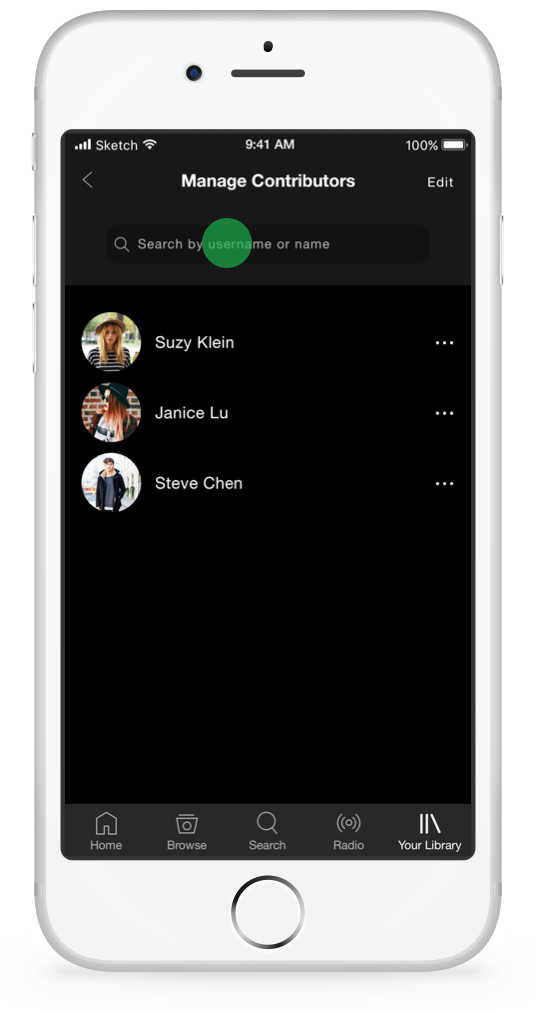 Sketch 9:41 AM 100%
Manage Contributors Edit
Search by username or name
Suzy Klein
Janice Lu
Steve Chen
Home Browse Search Radio Your Library